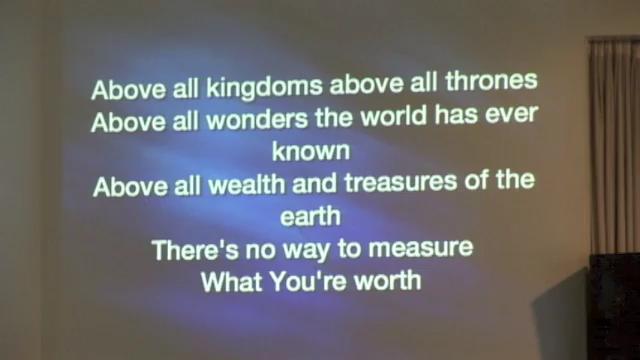 Above all kingdoms above all thrones
Above all wonders the world has ever
known
Above all wealth and treasures of the
earth
There's no way to measure
What You're worth